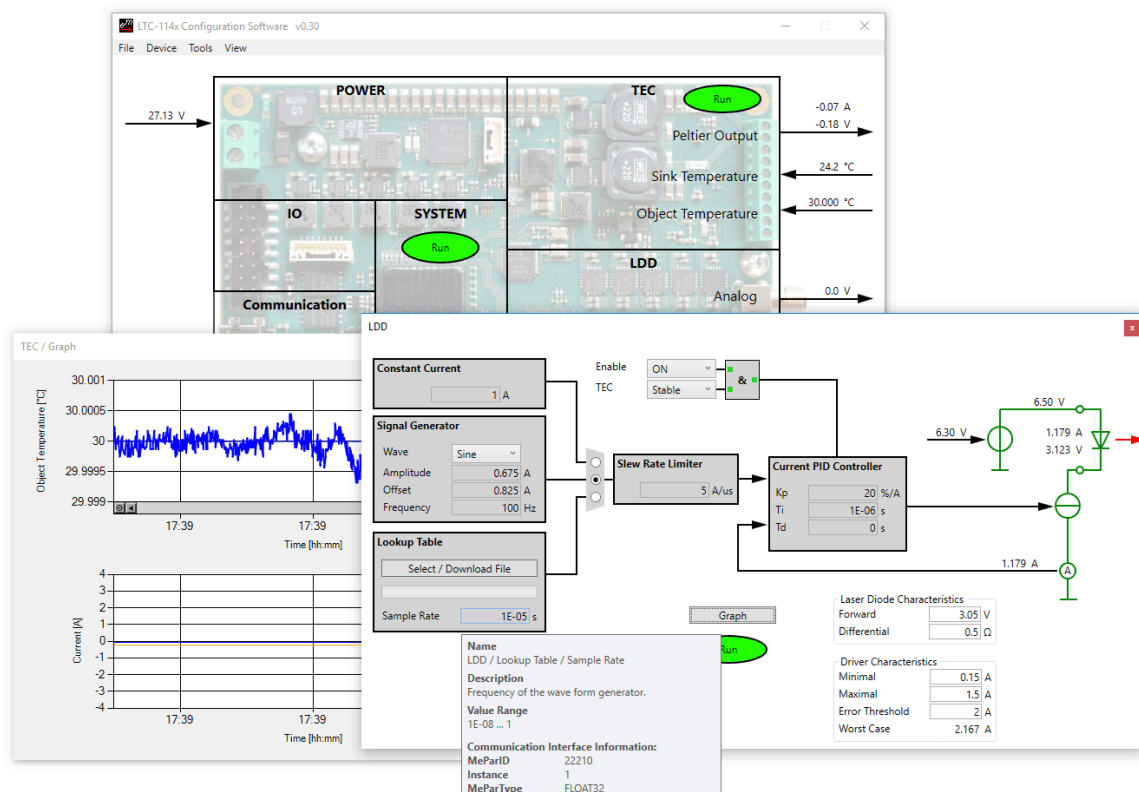 LTC-114x Configuration Software   v0.30
File Device Tools View
POWER
TEC
Run
27.13 V
-0.07 A
-0.18 V
Peltier Output
24.2 °C
Sink Temperature
30.000 °C
Object Temperature
IO
SYSTEM
Run
LDD
Communication
Analog
0.0 V
TEC / Graph
Object Temperature [°C]
30.001
30.0005
30
29.9995
29.999
17:39
17:39
Time [hh:mm]
Current [A]
4
3
2
1
0
-1
-2
-3
-4
17:39
17:39
Time [hh:mm]
LDD
x
Constant Current
1 A
Signal Generator
Wave Sine
Amplitude 0.675 A
Offset 0.825 A
Frequency 100 Hz
Lookup Table
Select / Download File
Sample Rate 1E-05 s
Enable ON
TEC Stable
&
Slew Rate Limiter
5 A/us
Current PID Controller
Kp 20 %/A
Ti 1E-06 s
Td 0 s
6.50 V
6.30 V
1.179 A
3.123 V
1.179 A
A
Graph
Run
Laser Diode Characteristics
Forward 3.05 V
Differential 0.5 Ω
Driver Characteristics
Minimal 0.15 A
Maximal 1.5 A
Error Threshold 2 A
Worst Case 2.167 A
Name
LDD / Lookup Table / Sample Rate
Description
Frequency of the wave form generator.
Value Range
1E-08 ... 1
Communication Interface Information:
MeParID 22210
Instance 1
MeParType FLOAT32